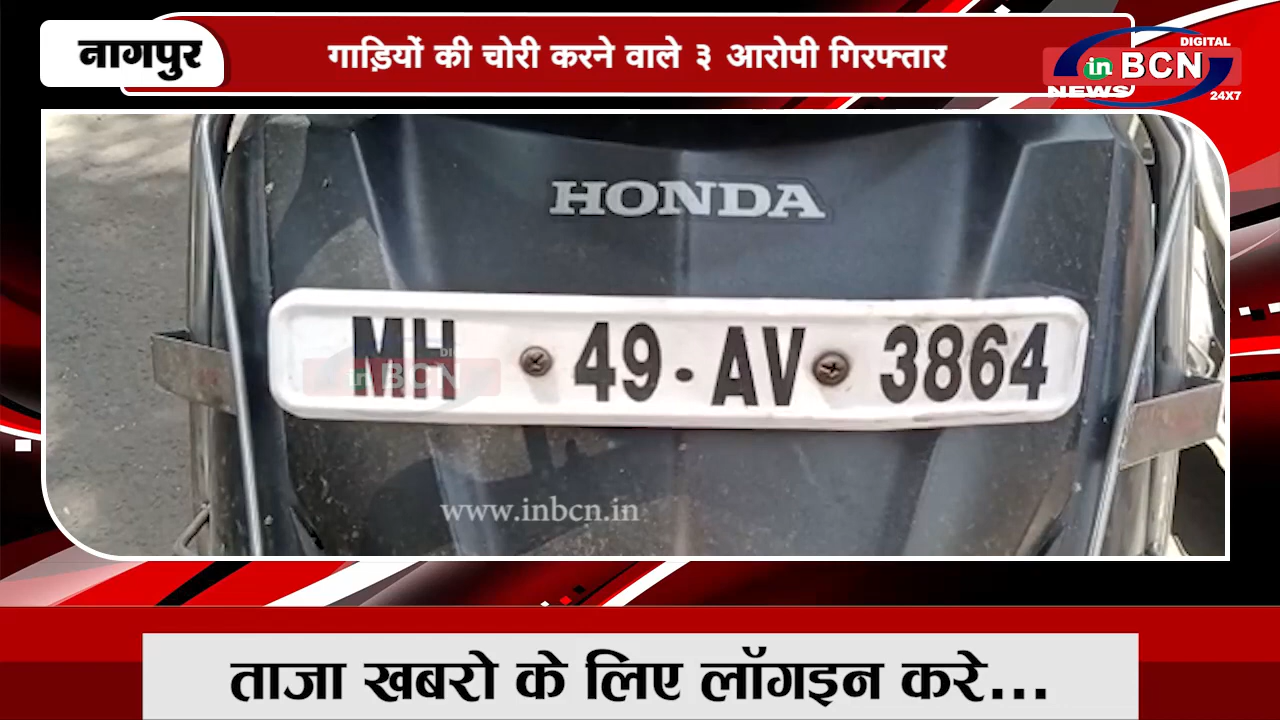 नागपुर
गाड़ियों की चोरी करने वाले ३ आरोपी गिरफ्तार
DIGITAL
in BCN
NEWS
24X7
HONDA
MH 49-AV 3864
in BCN
www.inbcn.in
ताजा खबरो के लिए लॉगइन करे...